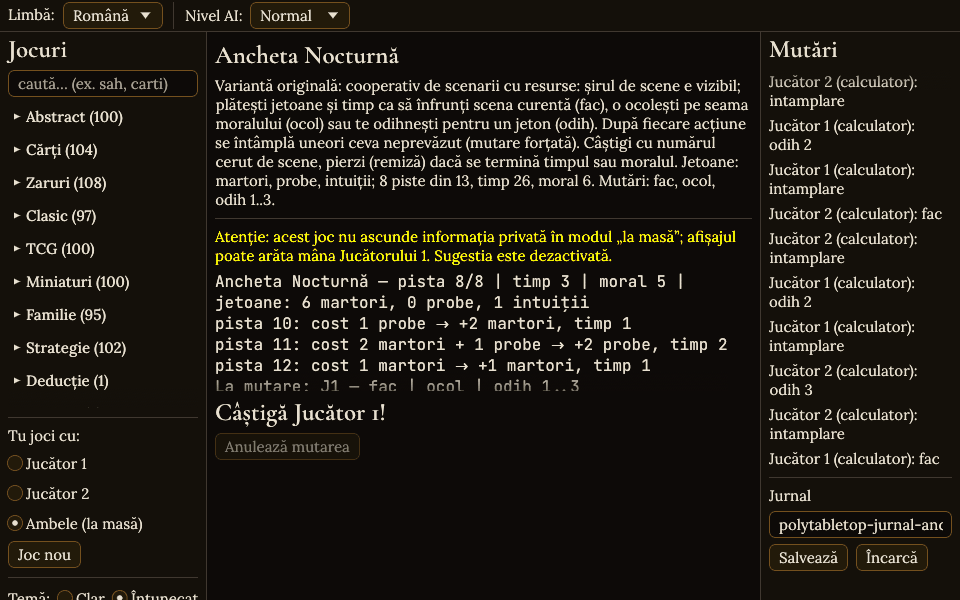 Limbă: Română ▼ Nivel AI: Normal ▼
Jocuri
caută... (ex. sah, carti)
▸ Abstract (100)
▸ Cărți (104)
▸ Zaruri (108)
▸ Clasic (97)
▸ TCG (100)
▸ Miniaturi (100)
▸ Familie (95)
▸ Strategie (102)
▸ Deducție (1)
Tu joci cu:
Jucător 1
Jucător 2
Ambele (la masă)
Joc nou
Temă: Clar Întunecat
Ancheta Nocturnă
Variantă originală: cooperativ de scenarii cu resurse: șirul de scene e vizibil;
plătești jetoane și timp ca să înfrunți scena curentă (fac), o ocolești pe seama
moralului (ocol) sau te odihnești pentru un jeton (odih). După fiecare acțiune
se întâmplă uneori ceva neprevăzut (mutare forțată). Câștigi cu numărul
cerut de scene, pierzi (remiză) dacă se termină timpul sau moralul. Jetoane:
martori, probe, intuiții; 8 piste din 13, timp 26, moral 6. Mutări: fac, ocol,
odih 1..3.
Atenție: acest joc nu ascunde informația privată în modul „la masă”; afișajul
poate arăta mâna Jucătorului 1. Sugestia este dezactivată.
Ancheta Nocturnă — pista 8/8 | timp 3 | moral 5 |
jetoane: 6 martori, 0 probe, 1 intuiții
pista 10: cost 1 probe → +2 martori, timp 1
pista 11: cost 2 martori + 1 probe → +2 probe, timp 2
pista 12: cost 1 martori → +1 martori, timp 1
La mutare: J1 — fac | ocol | odih 1..3
Câștigă Jucător 1!
Anulează mutarea
Mutări
Jucător 2 (calculator):
intamplare
Jucător 1 (calculator):
odih 2
Jucător 1 (calculator):
intamplare
Jucător 2 (calculator): fac
Jucător 2 (calculator):
intamplare
Jucător 1 (calculator):
odih 2
Jucător 1 (calculator):
intamplare
Jucător 2 (calculator):
odih 3
Jucător 2 (calculator):
intamplare
Jucător 1 (calculator): fac
Jurnal
polytabletop-jurnal-anc
Salvează Încarcă